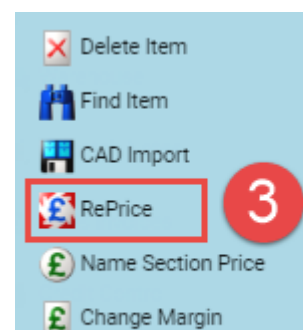 Delete Item
Find Item
CAD Import
£ RePrice 3
£ Name Section Price
£ Change Margin